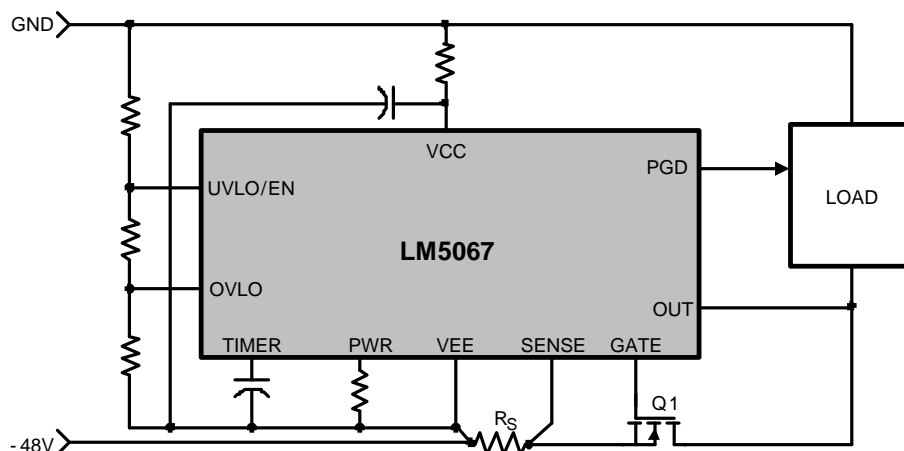 GND
VCC
PGD
LOAD
UVLO/EN
LM5067
OVLO
OUT
TIMER PWR VEE SENSE GATE
Q1
RS
-48V